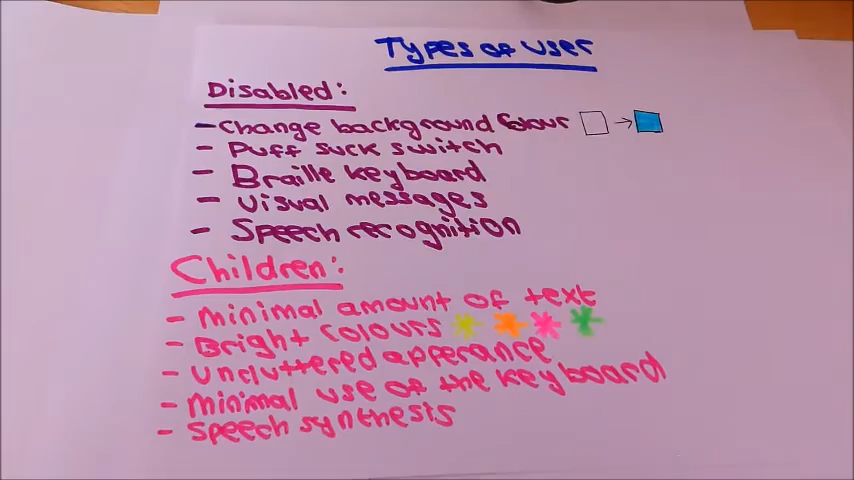 Types of user
Disabled:
- Change background Colour →
- Puff suck switch
- Braille keyboard
- Visual messages
- Speech recognition
Children:
- Minimal amount of text
- Bright colours
- Uncluttered apperance
- Minimal use of the keyboard
- Speech synthesis